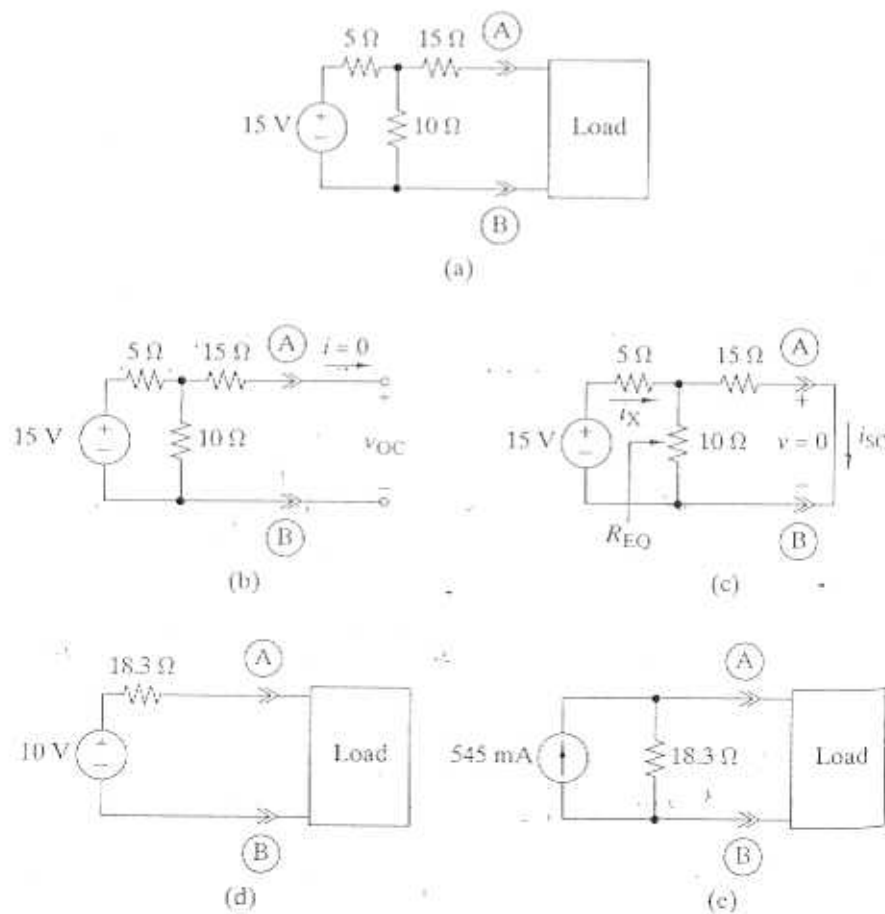 5 Ω 15 Ω A
15 V + − 10 Ω Load
B
(a)
5 Ω 15 Ω A i = 0
15 V + − 10 Ω + vOC −
B
(b)
5 Ω 15 Ω A
iX
15 V + − 10 Ω + v = 0 − iSC
REQ B
(c)
18.3 Ω A
10 V + − Load
B
(d)
A
545 mA 18.3 Ω Load
B
(e)